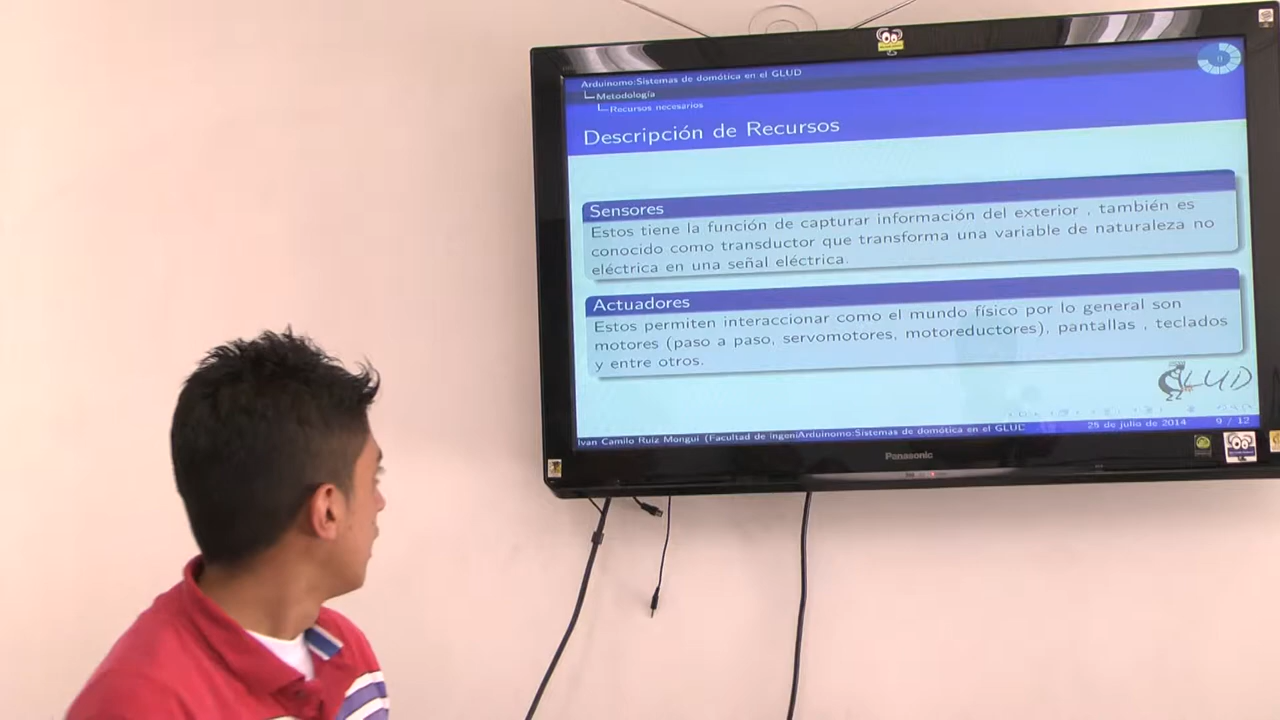 Arduinomo:Sistemas de domótica en el GLUD
Metodología
Recursos necesarios
Descripción de Recursos
Sensores
Estos tiene la función de capturar información del exterior , también es
conocido como transductor que transforma una variable de naturaleza no
eléctrica en una señal eléctrica.
Actuadores
Estos permiten interaccionar como el mundo físico por lo general son
motores (paso a paso, servomotores, motoreductores), pantallas , teclados
y entre otros.
GLUD
Ivan Camilo Ruiz Mongui (Facultad de IngeniArduinomo:Sistemas de domótica en el GLUD
25 de julio de 2014
9 / 12
Panasonic